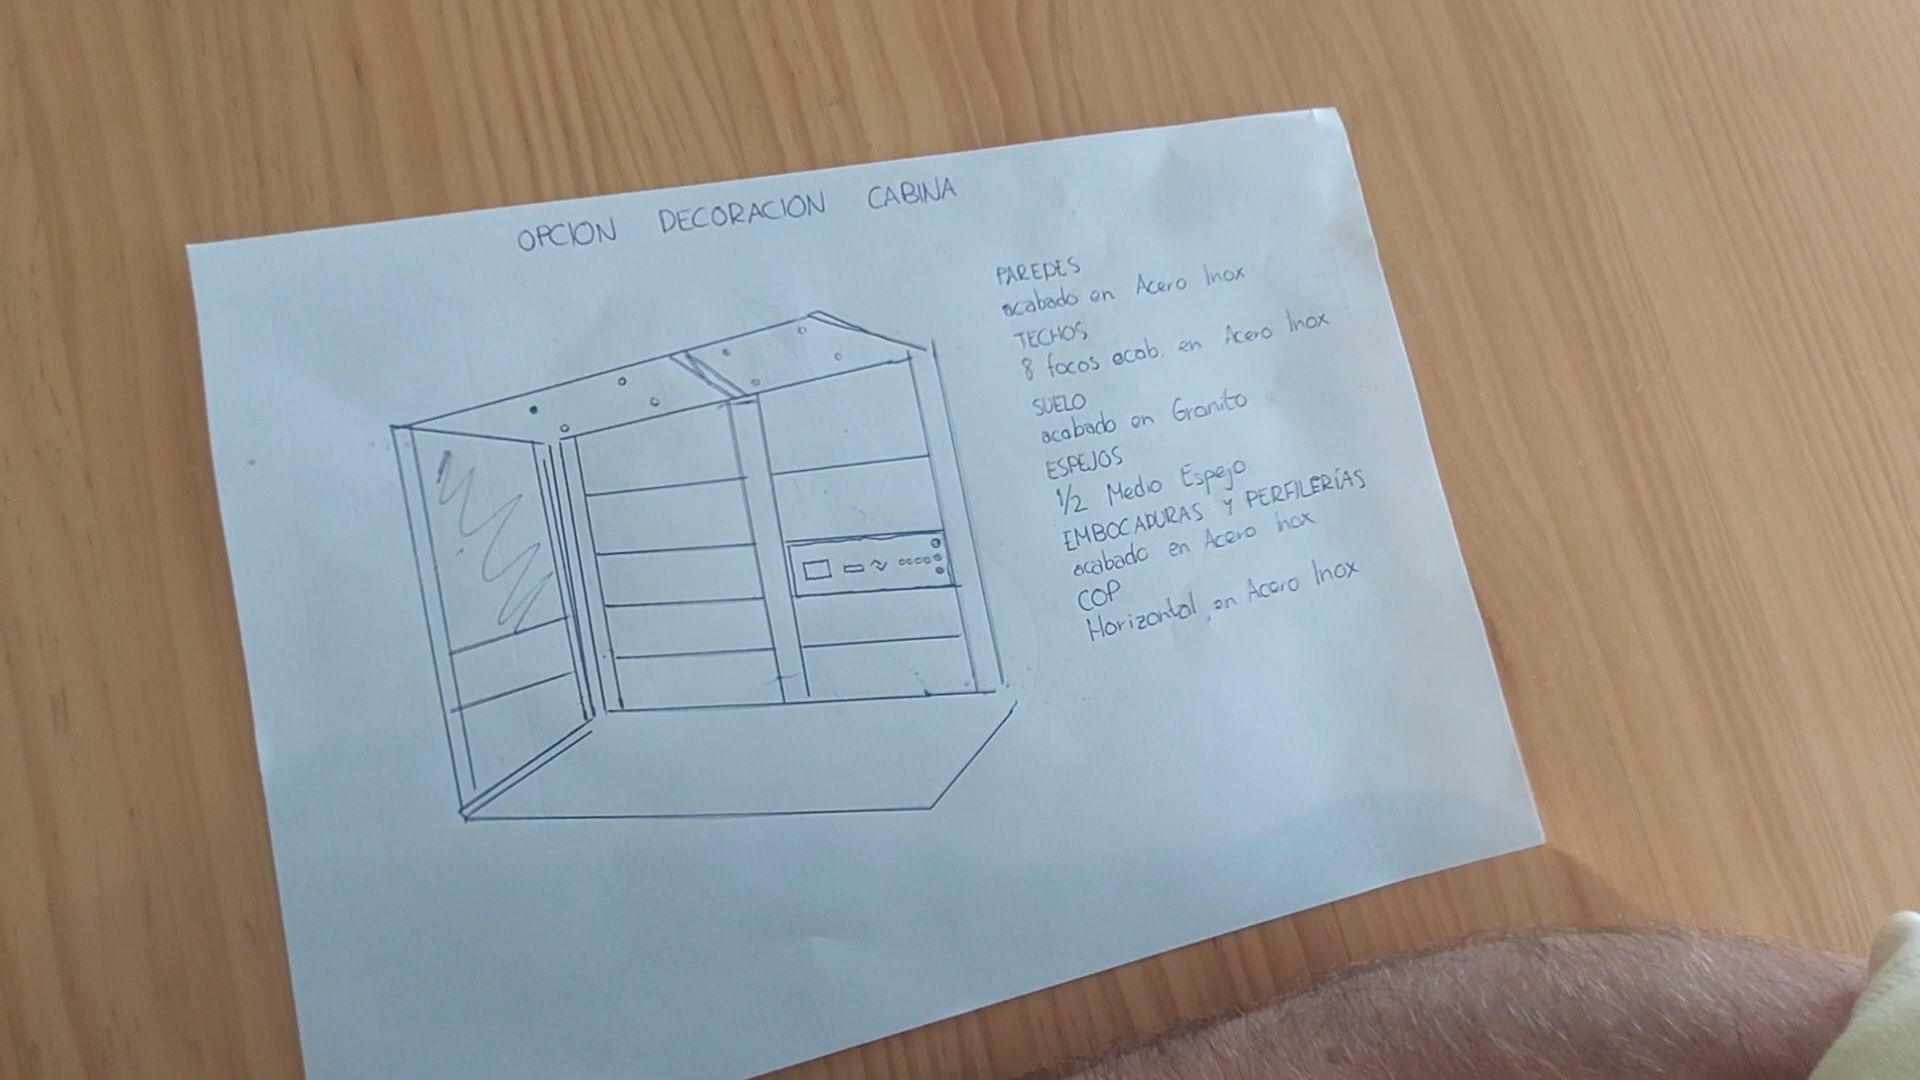 OPCION DECORACION CABINA
PAREDES
acabado en Acero Inox
TECHOS
8 focos acab. en Acero Inox
SUELO
acabado en Granito
ESPEJOS
1/2 Medio Espejo
EMBOCADURAS Y PERFILERÍAS
acabado en Acero inox
COP
Horizontal, en Acero Inox